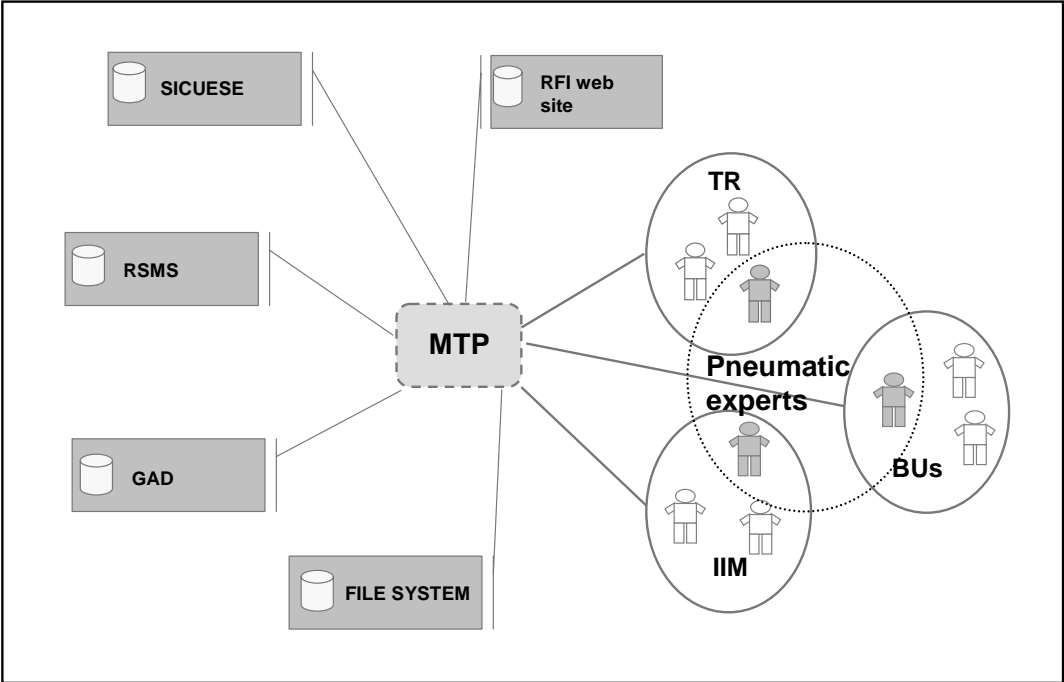 SICUESE
RFI web
site
TR
RSMS
MTP
Pneumatic
experts
BUs
GAD
IIM
FILE SYSTEM